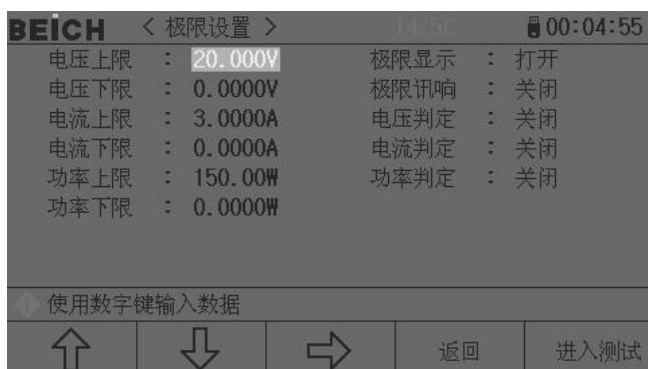 BEICH < 极限设置 > 14.5C 00:04:55
电压上限 : 20.000V 极限显示 : 打开
电压下限 : 0.0000V 极限讯响 : 关闭
电流上限 : 3.0000A 电压判定 : 关闭
电流下限 : 0.0000A 电流判定 : 关闭
功率上限 : 150.00W 功率判定 : 关闭
功率下限 : 0.0000W
使用数字键输入数据
返回 进入测试